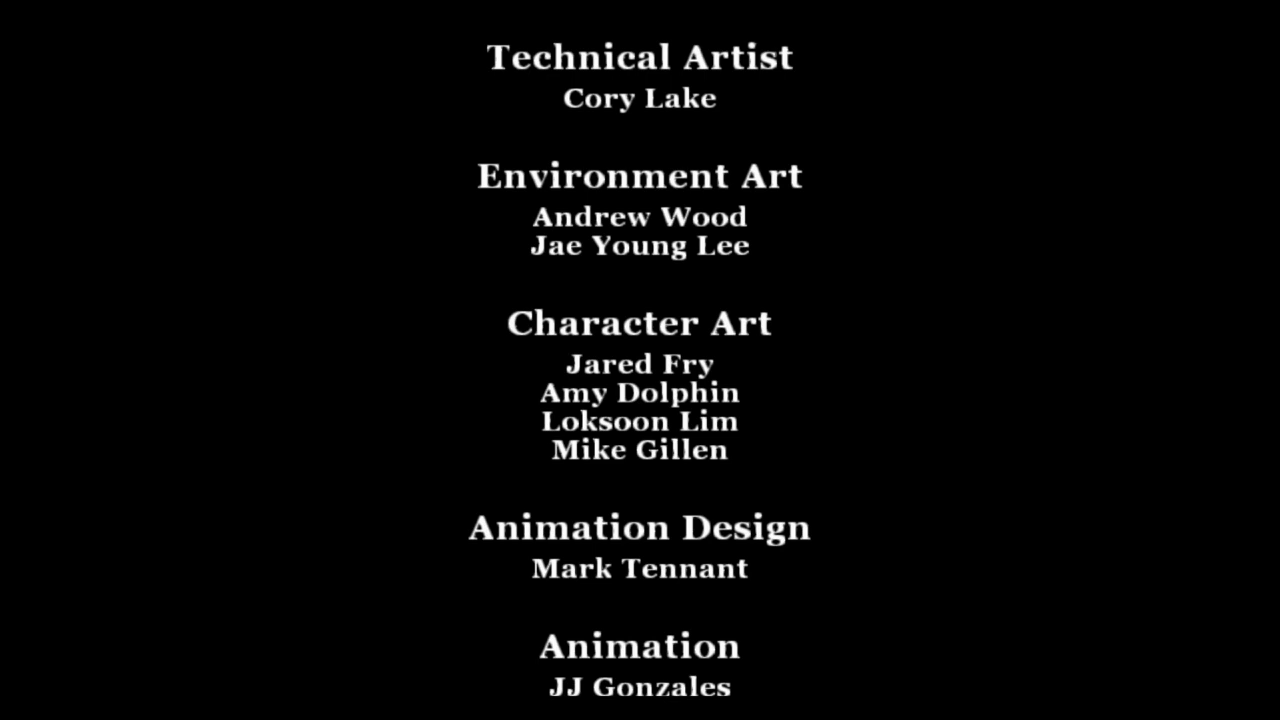 Technical Artist
Cory Lake
Environment Art
Andrew Wood
Jae Young Lee
Character Art
Jared Fry
Amy Dolphin
Loksoon Lim
Mike Gillen
Animation Design
Mark Tennant
Animation
JJ Gonzales